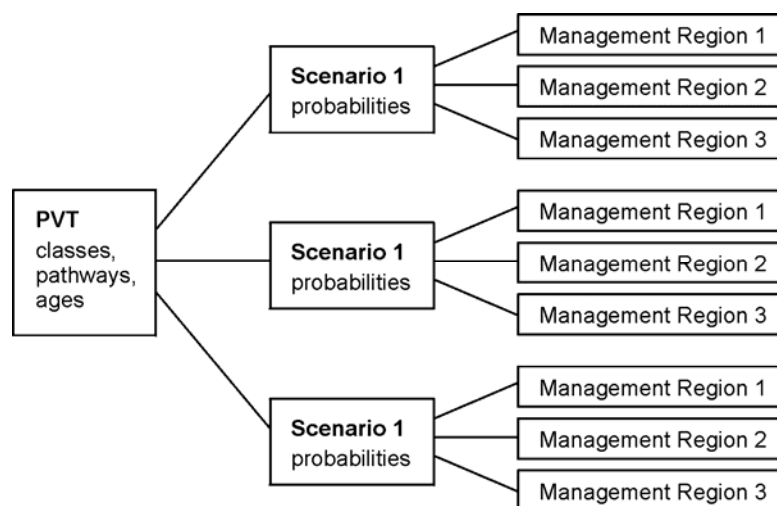 PVT
classes,
pathways,
ages
Scenario 1
probabilities
Management Region 1
Management Region 2
Management Region 3
Scenario 1
probabilities
Management Region 1
Management Region 2
Management Region 3
Scenario 1
probabilities
Management Region 1
Management Region 2
Management Region 3